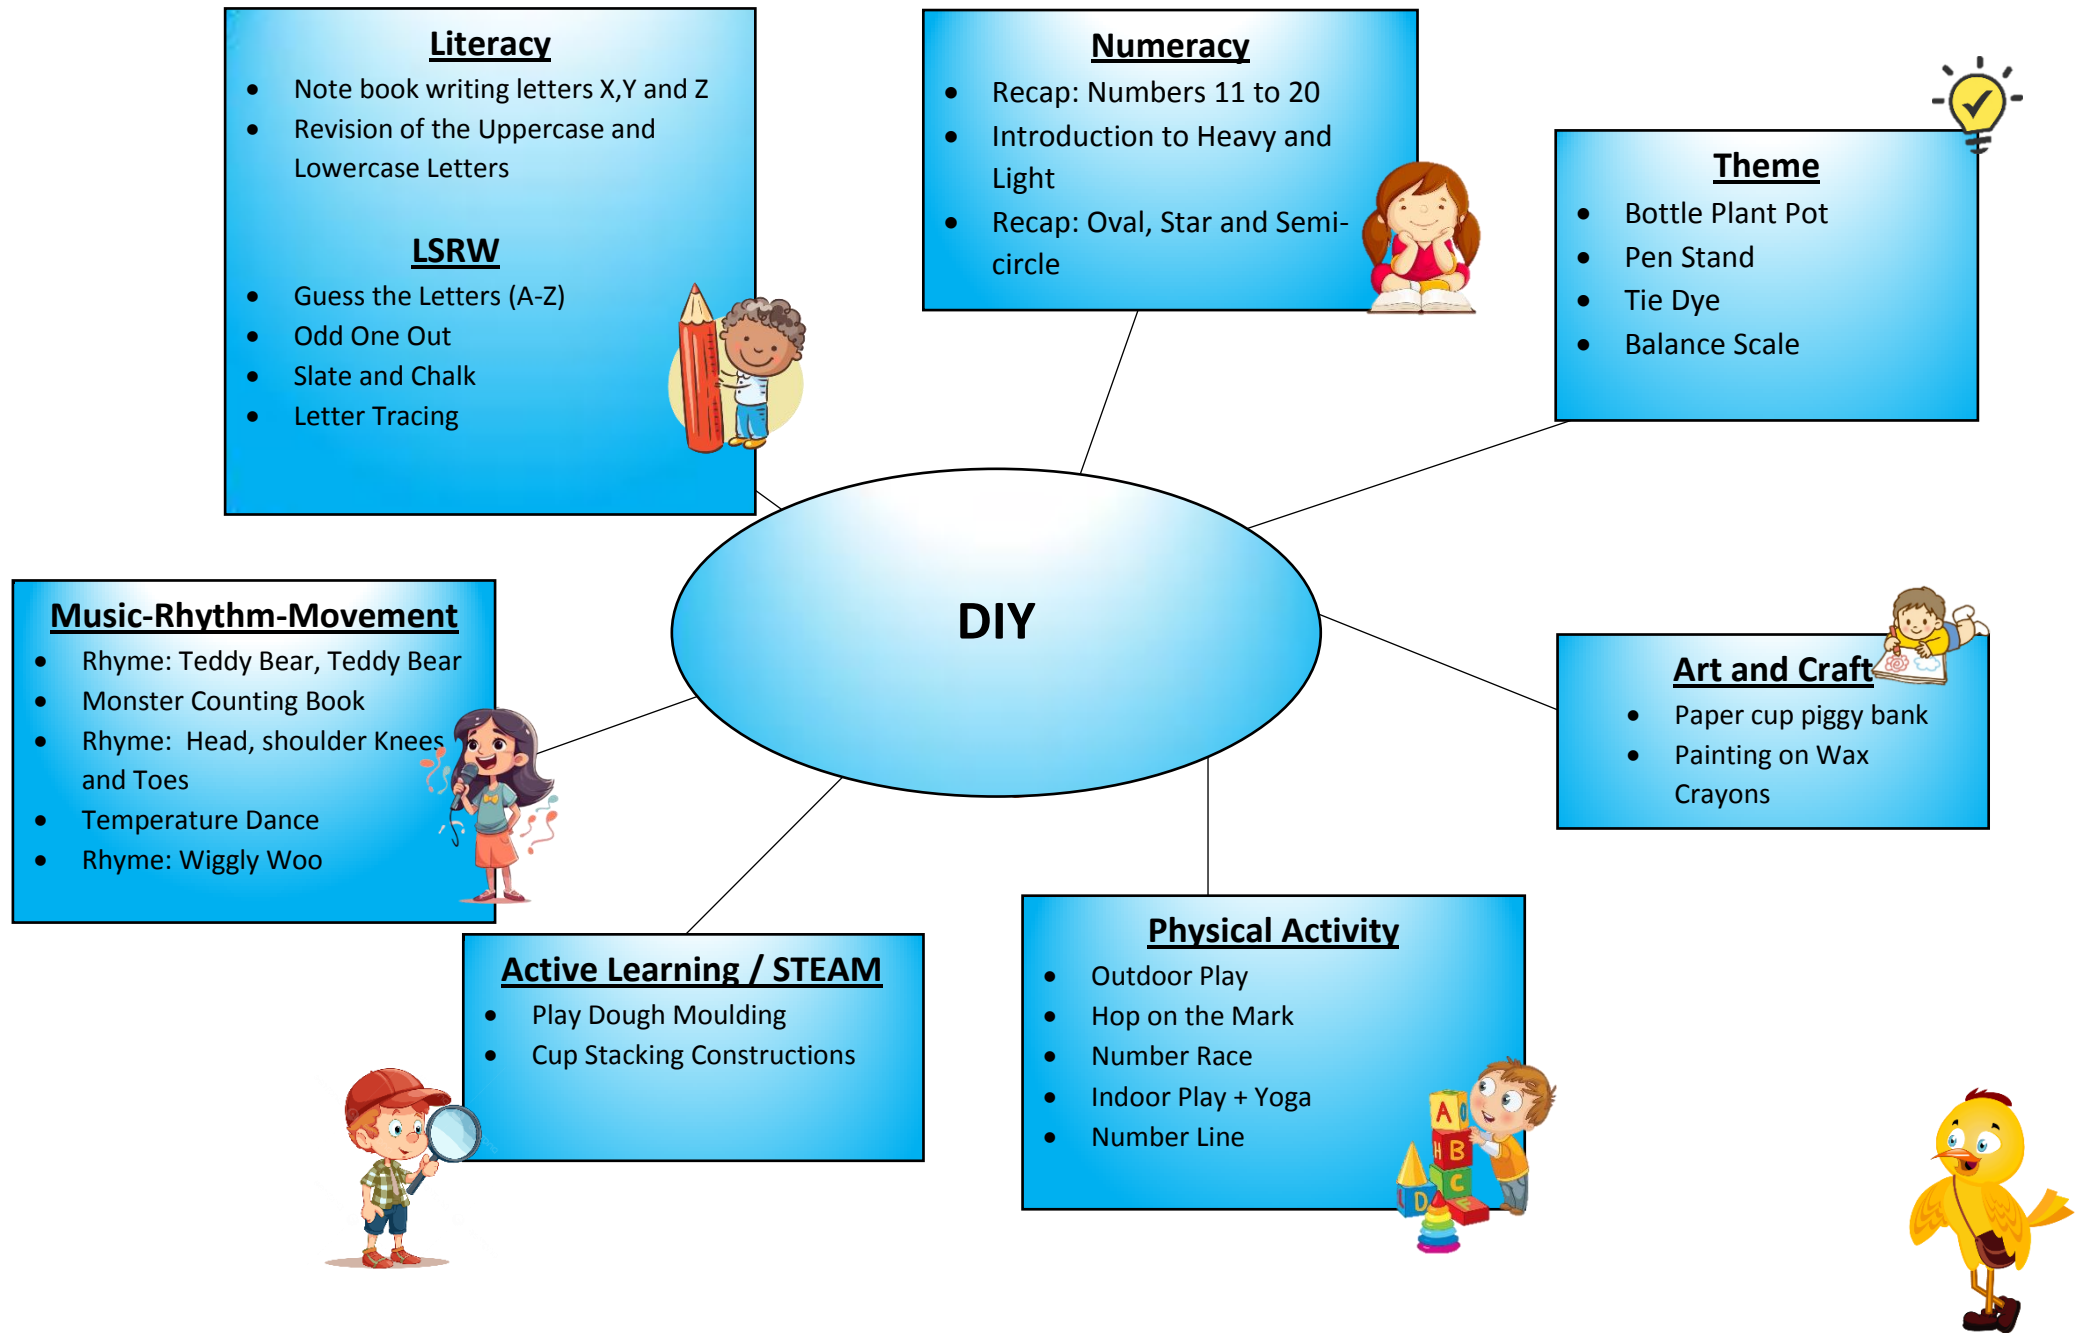 Literacy
• Note book writing letters X,Y and Z
• Revision of the Uppercase and
Lowercase Letters
LSRW
• Guess the Letters (A-Z)
• Odd One Out
• Slate and Chalk
• Letter Tracing
Numeracy
• Recap: Numbers 11 to 20
• Introduction to Heavy and
Light
• Recap: Oval, Star and Semi-
circle
Theme
• Bottle Plant Pot
• Pen Stand
• Tie Dye
• Balance Scale
DIY
Music-Rhythm-Movement
• Rhyme: Teddy Bear, Teddy Bear
• Monster Counting Book
• Rhyme:  Head, shoulder Knees
and Toes
• Temperature Dance
• Rhyme: Wiggly Woo
Art and Craft
• Paper cup piggy bank
• Painting on Wax
Crayons
Active Learning / STEAM
• Play Dough Moulding
• Cup Stacking Constructions
Physical Activity
• Outdoor Play
• Hop on the Mark
• Number Race
• Indoor Play + Yoga
• Number Line
A
H B
C
D F